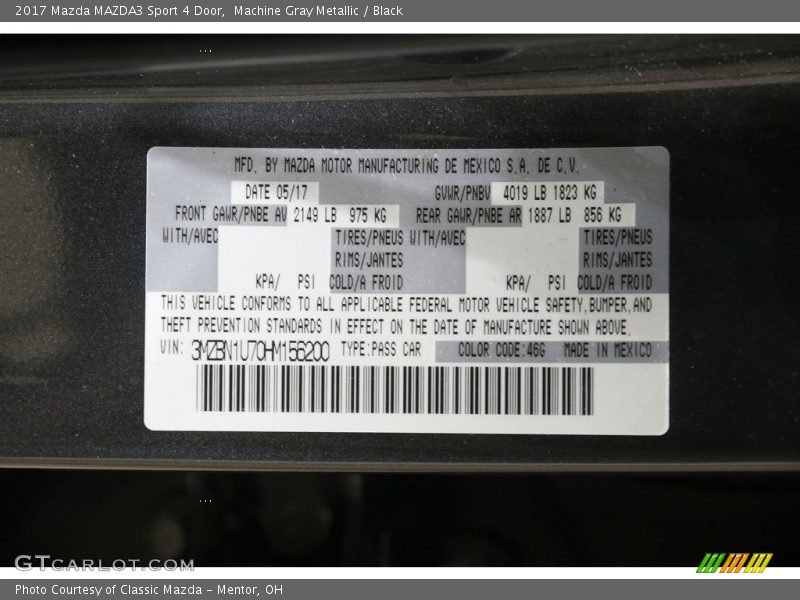 2017 Mazda MAZDA3 Sport 4 Door, Machine Gray Metallic / Black
MFD. BY MAZDA MOTOR MANUFACTURING DE MEXICO S.A. DE C.V.
DATE 05/17 GVWR/PNBV 4019 LB 1823 KG
FRONT GAWR/PNBE AV 2149 LB 975 KG REAR GAWR/PNBE AR 1887 LB 856 KG
WITH/AVEC TIRES/PNEUS WITH/AVEC TIRES/PNEUS
RIMS/JANTES RIMS/JANTES
KPA/ PSI COLD/A FROID KPA/ PSI COLD/A FROID
THIS VEHICLE CONFORMS TO ALL APPLICABLE FEDERAL MOTOR VEHICLE SAFETY, BUMPER, AND
THEFT PREVENTION STANDARDS IN EFFECT ON THE DATE OF MANUFACTURE SHOWN ABOVE.
VIN: 3MZBN1U70HM156200 TYPE:PASS CAR COLOR CODE:46G MADE IN MEXICO
GTCARLOT.COM
Photo Courtesy of Classic Mazda - Mentor, OH